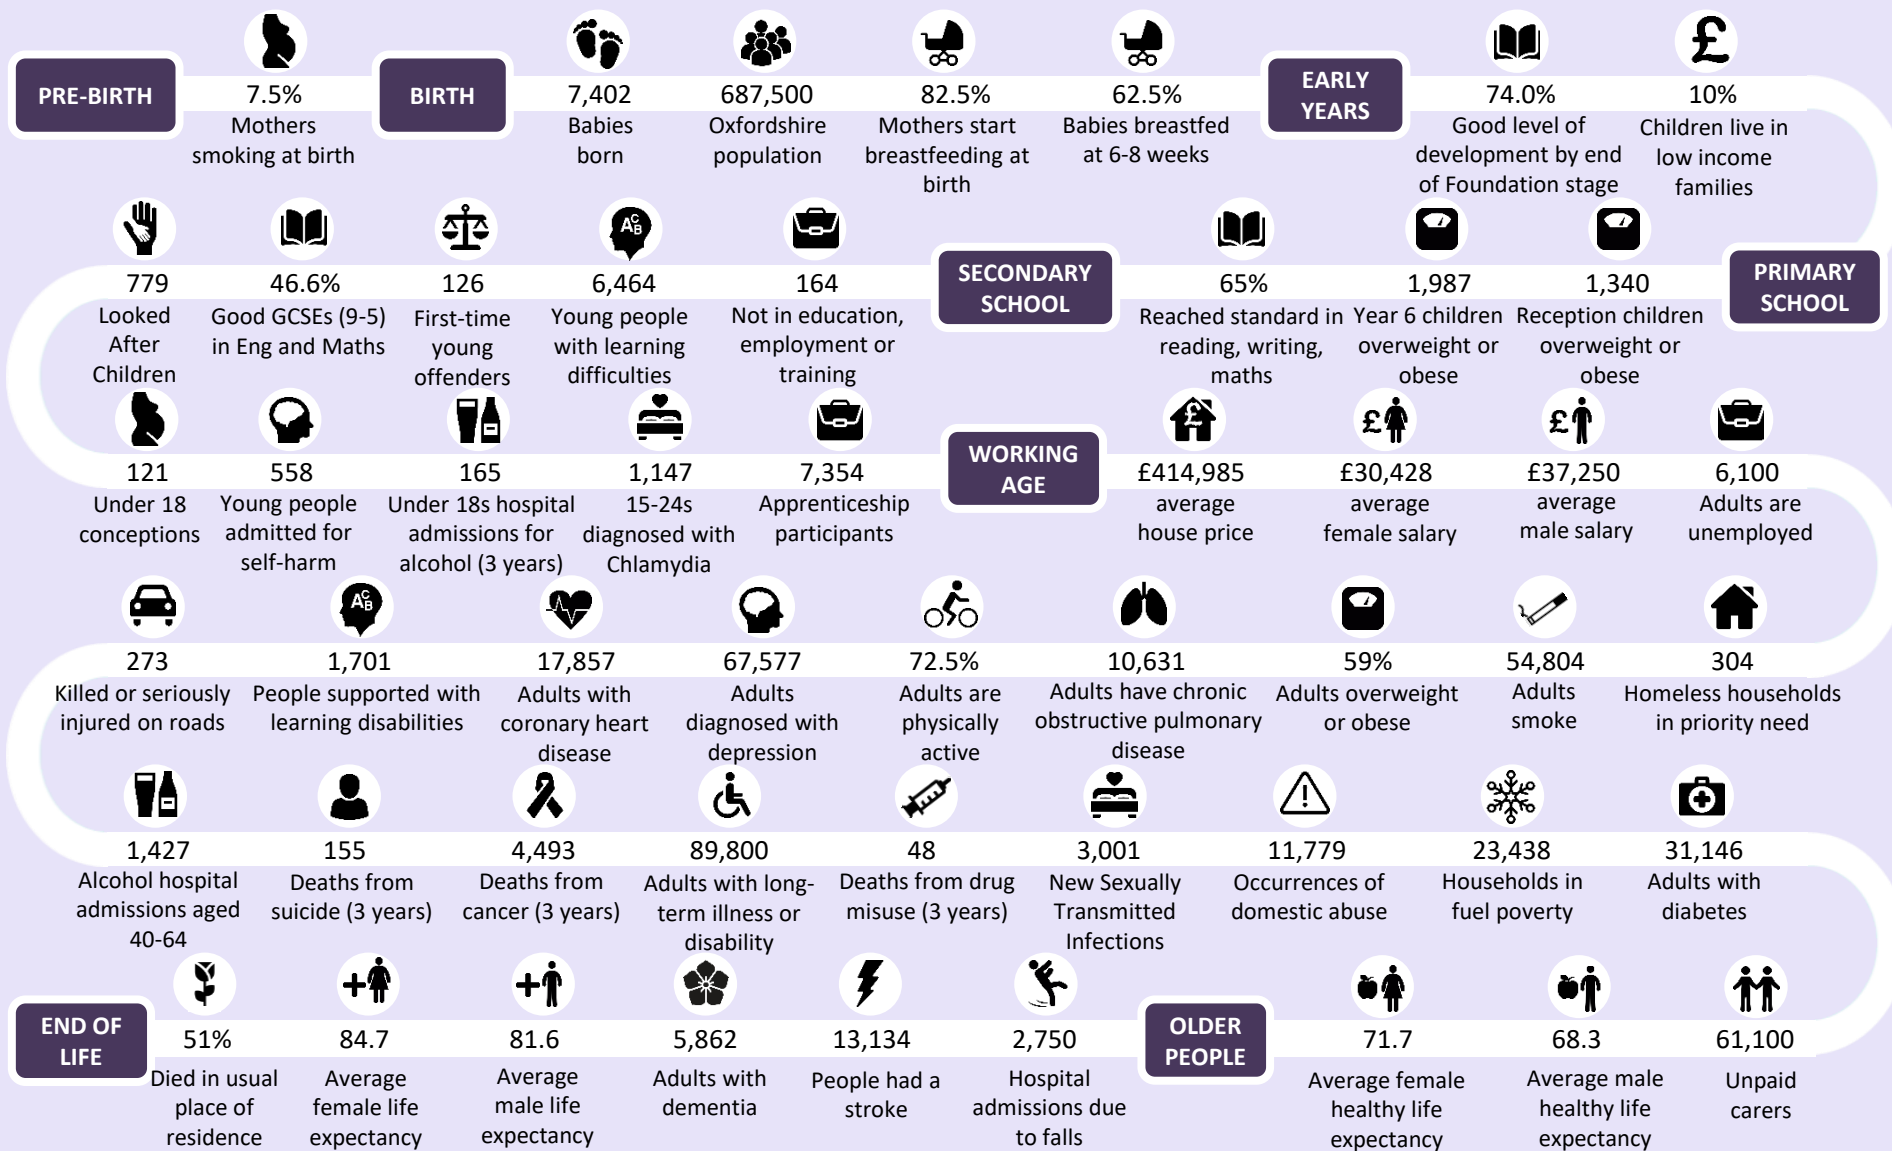 PRE-BIRTH
7.5%
Mothers
smoking at birth
BIRTH
7,402
Babies
born
687,500
Oxfordshire
population
82.5%
Mothers start
breastfeeding at
birth
62.5%
Babies breastfed
at 6-8 weeks
EARLY
YEARS
74.0%
Good level of
development by end
of Foundation stage
10%
Children live in
low income
families
PRIMARY
SCHOOL
1,340
Reception children
overweight or
obese
1,987
Year 6 children
overweight or
obese
65%
Reached standard in
reading, writing,
maths
SECONDARY
SCHOOL
164
Not in education,
employment or
training
A C B
6,464
Young people
with learning
difficulties
126
First-time
young
offenders
46.6%
Good GCSEs (9-5)
in Eng and Maths
779
Looked
After
Children
121
Under 18
conceptions
558
Young people
admitted for
self-harm
165
Under 18s hospital
admissions for
alcohol (3 years)
1,147
15-24s
diagnosed with
Chlamydia
7,354
Apprenticeship
participants
WORKING
AGE
£
£414,985
average
house price
£
£30,428
average
female salary
£
£37,250
average
male salary
6,100
Adults are
unemployed
304
Homeless households
in priority need
54,804
Adults
smoke
59%
Adults overweight
or obese
10,631
Adults have chronic
obstructive pulmonary
disease
72.5%
Adults are
physically
active
67,577
Adults
diagnosed with
depression
17,857
Adults with
coronary heart
disease
A C B
1,701
People supported with
learning disabilities
273
Killed or seriously
injured on roads
1,427
Alcohol hospital
admissions aged
40-64
155
Deaths from
suicide (3 years)
4,493
Deaths from
cancer (3 years)
89,800
Adults with long-
term illness or
disability
48
Deaths from drug
misuse (3 years)
3,001
New Sexually
Transmitted
Infections
11,779
Occurrences of
domestic abuse
23,438
Households in
fuel poverty
31,146
Adults with
diabetes
61,100
Unpaid
carers
68.3
Average male
healthy life
expectancy
71.7
Average female
healthy life
expectancy
OLDER
PEOPLE
2,750
Hospital
admissions due
to falls
13,134
People had a
stroke
5,862
Adults with
dementia
81.6
Average
male life
expectancy
84.7
Average
female life
expectancy
51%
Died in usual
place of
residence
END OF
LIFE